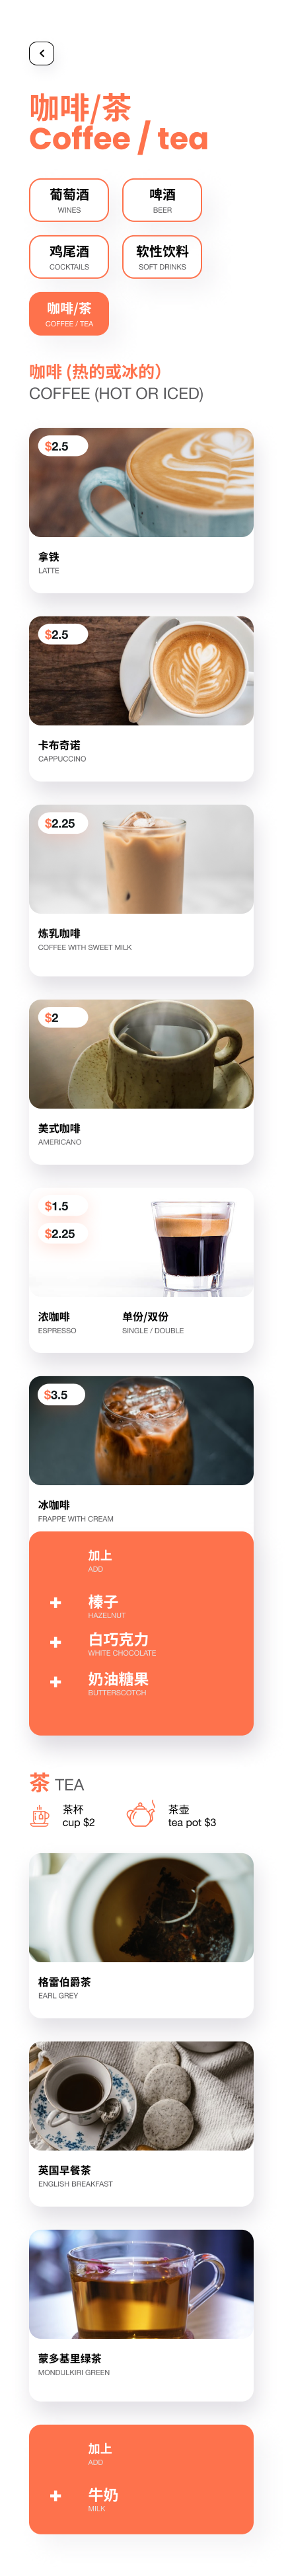 咖啡/茶
Coffee / tea
葡萄酒
WINES
啤酒
BEER
鸡尾酒
COCKTAILS
软性饮料
SOFT DRINKS
咖啡/茶
COFFEE / TEA
咖啡 (热的或冰的)
COFFEE (HOT OR ICED)
$2.5
拿铁
LATTE
$2.5
卡布奇诺
CAPPUCCINO
$2.25
炼乳咖啡
COFFEE WITH SWEET MILK
$2
美式咖啡
AMERICANO
$1.5
$2.25
浓咖啡
ESPRESSO
单份/双份
SINGLE / DOUBLE
$3.5
冰咖啡
FRAPPE WITH CREAM
加上
ADD
+ 榛子
HAZELNUT
+ 白巧克力
WHITE CHOCOLATE
+ 奶油糖果
BUTTERSCOTCH
茶 TEA
茶杯
cup $2
茶壶
tea pot $3
格雷伯爵茶
EARL GREY
英国早餐茶
ENGLISH BREAKFAST
蒙多基里绿茶
MONDULKIRI GREEN
加上
ADD
+ 牛奶
MILK